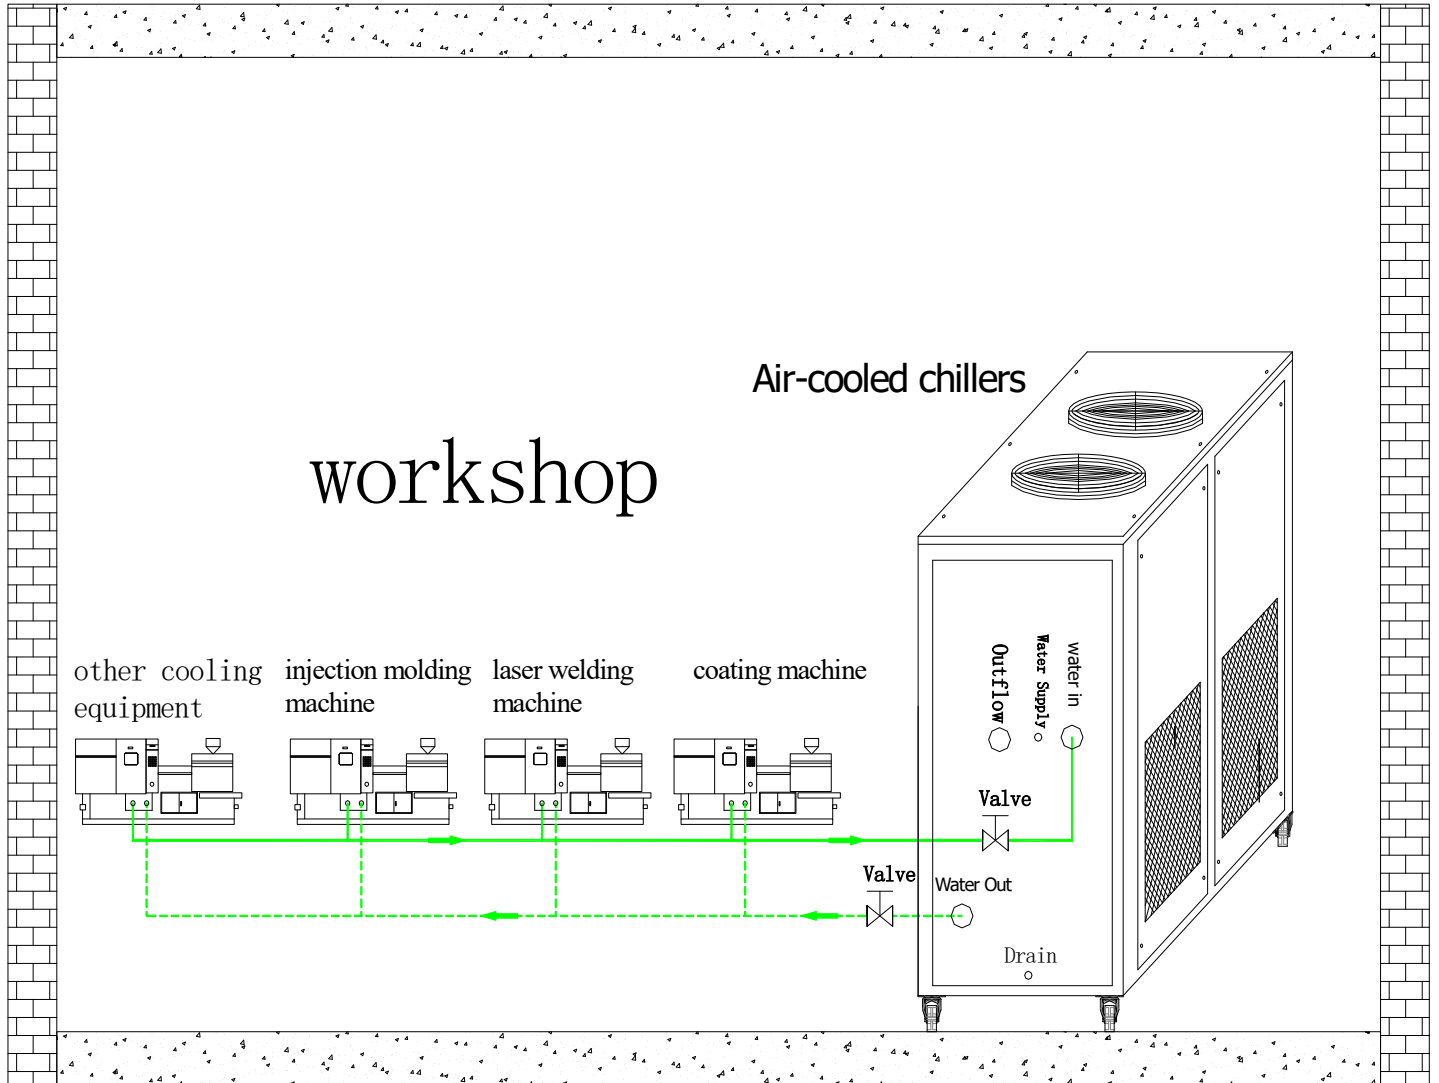 Air-cooled chillers
workshop
other cooling
equipment
injection molding
machine
laser welding
machine
coating machine
Outflow
Water Supply
water in
Valve
Valve
Water Out
Drain